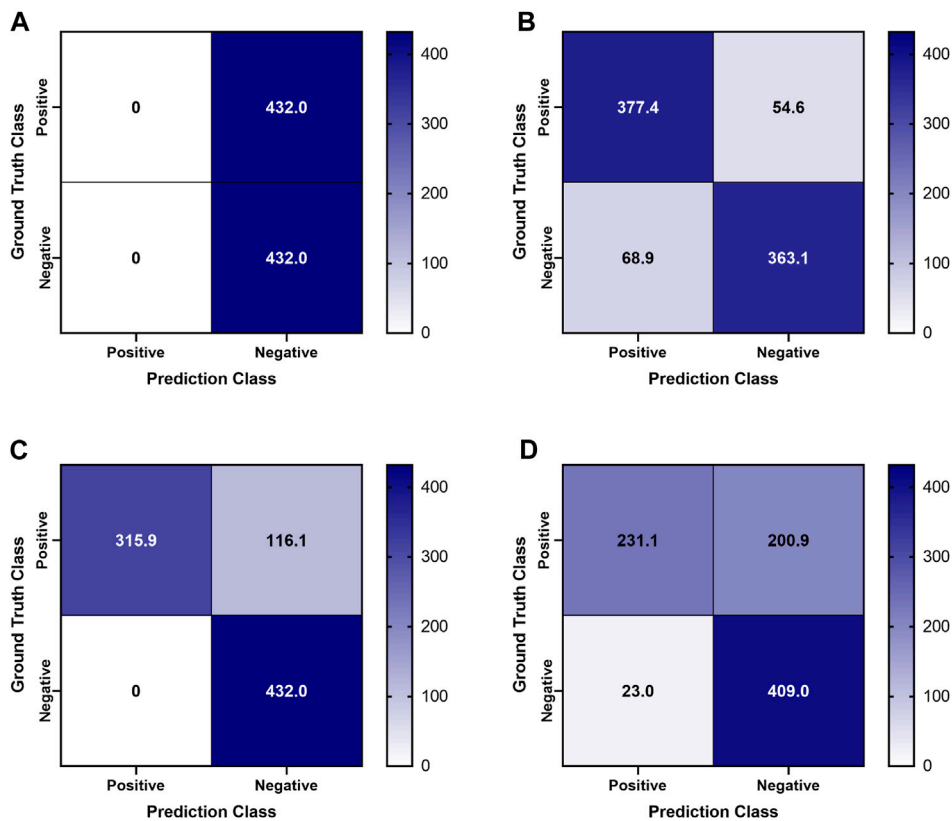 A
Ground Truth Class
Positive
Negative
0
432.0
0
432.0
Positive
Negative
Prediction Class
400
300
200
100
0
B
Ground Truth Class
Positive
Negative
377.4
54.6
68.9
363.1
Positive
Negative
Prediction Class
400
300
200
100
0
C
Ground Truth Class
Positive
Negative
315.9
116.1
0
432.0
Positive
Negative
Prediction Class
400
300
200
100
0
D
Ground Truth Class
Positive
Negative
231.1
200.9
23.0
409.0
Positive
Negative
Prediction Class
400
300
200
100
0